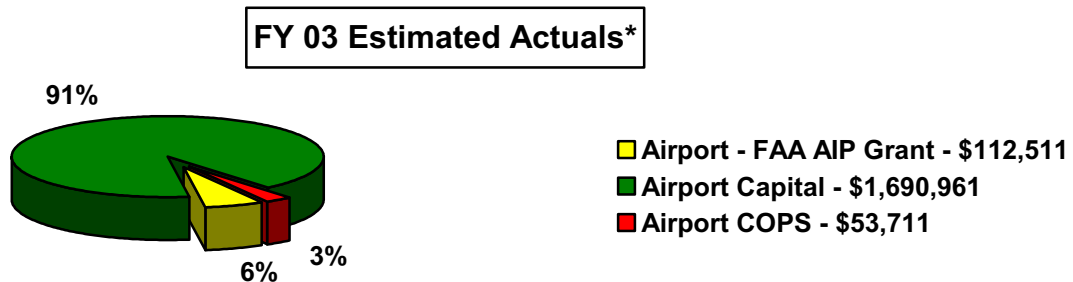 FY 03 Estimated Actuals*
91%
Airport - FAA AIP Grant - $112,511
Airport Capital - $1,690,961
Airport COPS - $53,711
3%
6%